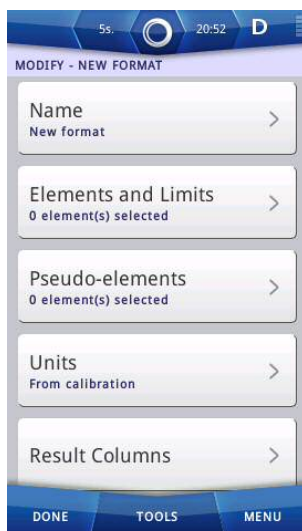 5s. 20:52 D
MODIFY - NEW FORMAT
Name
New format
Elements and Limits
0 element(s) selected
Pseudo-elements
0 element(s) selected
Units
From calibration
Result Columns
DONE TOOLS MENU